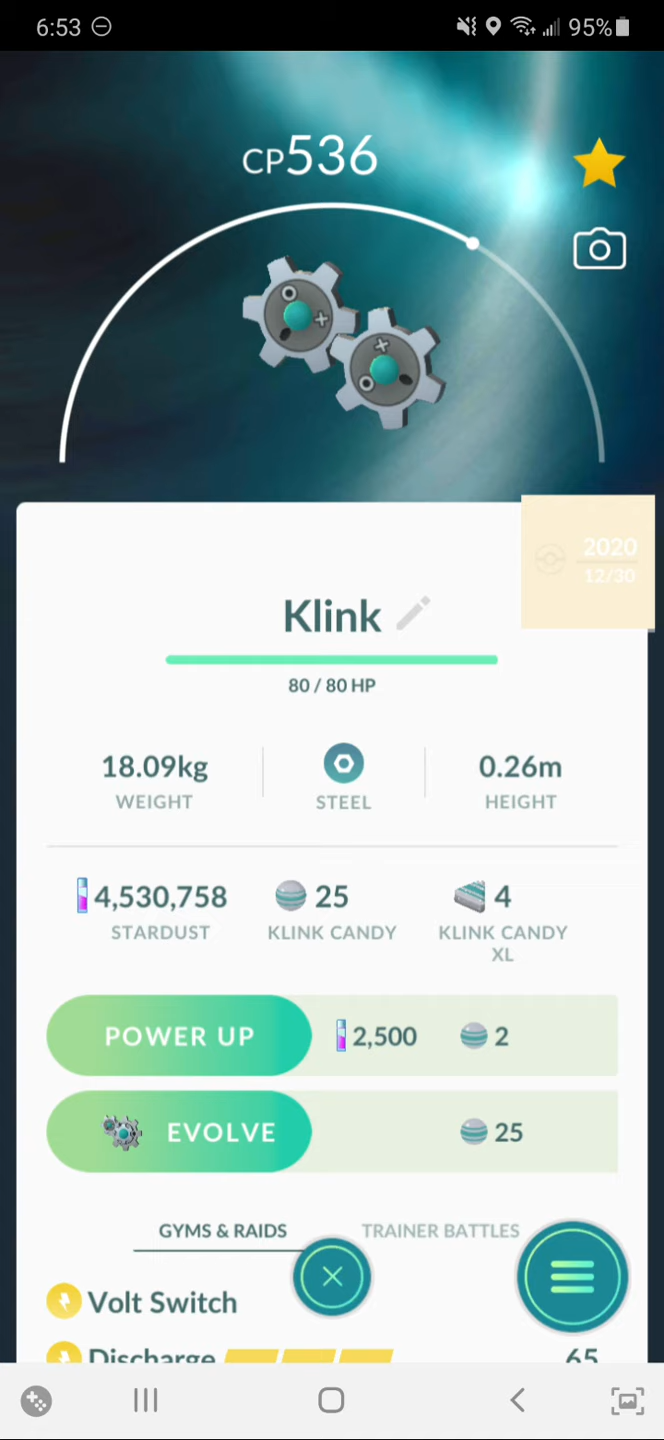 6:53
95%
CP536
2020
12/30
Klink
80 / 80 HP
18.09kg
WEIGHT
STEEL
0.26m
HEIGHT
4,530,758
STARDUST
25
KLINK CANDY
4
KLINK CANDY
XL
POWER UP
2,500
2
EVOLVE
25
GYMS & RAIDS
TRAINER BATTLES
Volt Switch
Discharge
65